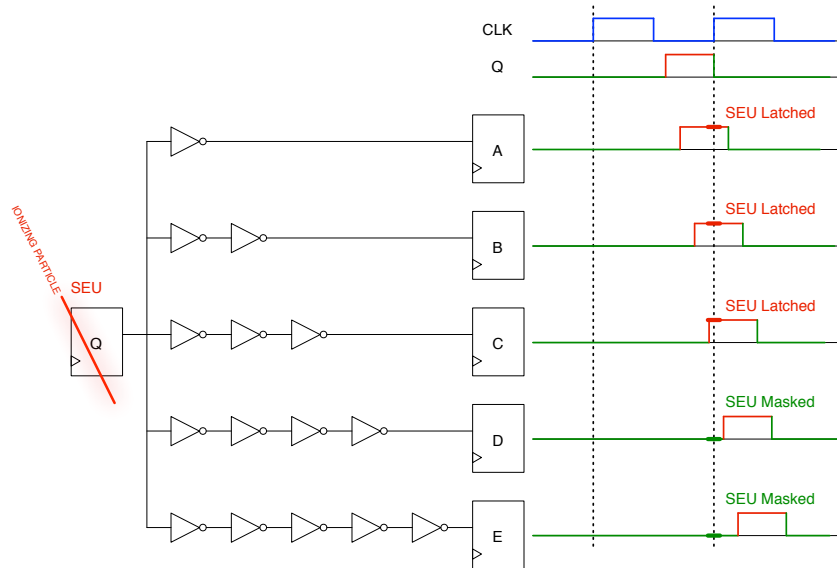 CLK
Q
SEU Latched
A
SEU Latched
B
IONIZING PARTICLE
SEU
SEU Latched
Q
C
SEU Masked
D
SEU Masked
E